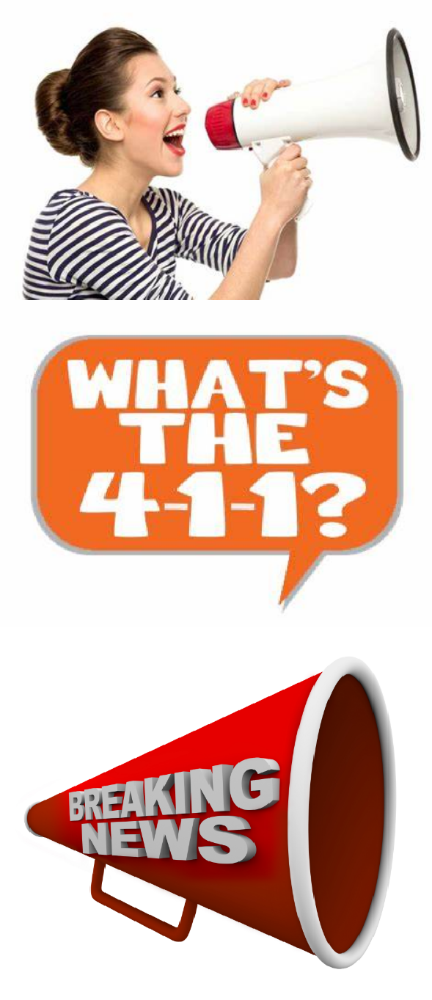 WHAT'S
THE
4-1-1?
BREAKING
NEWS